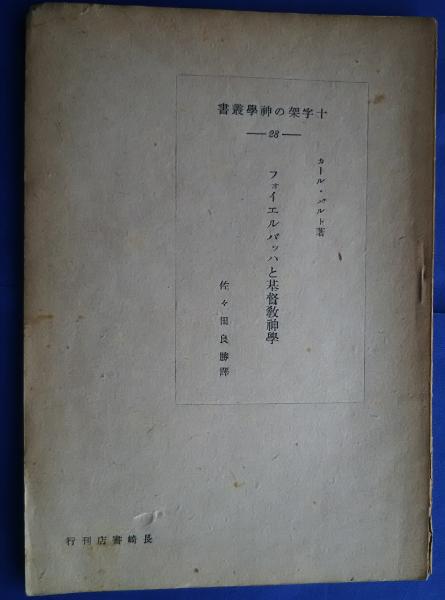 書叢學神の架字十
―28―
カール・バルト著
フォイエルバッハと基督教神學
佐々田良勝譯
行刊店書崎長